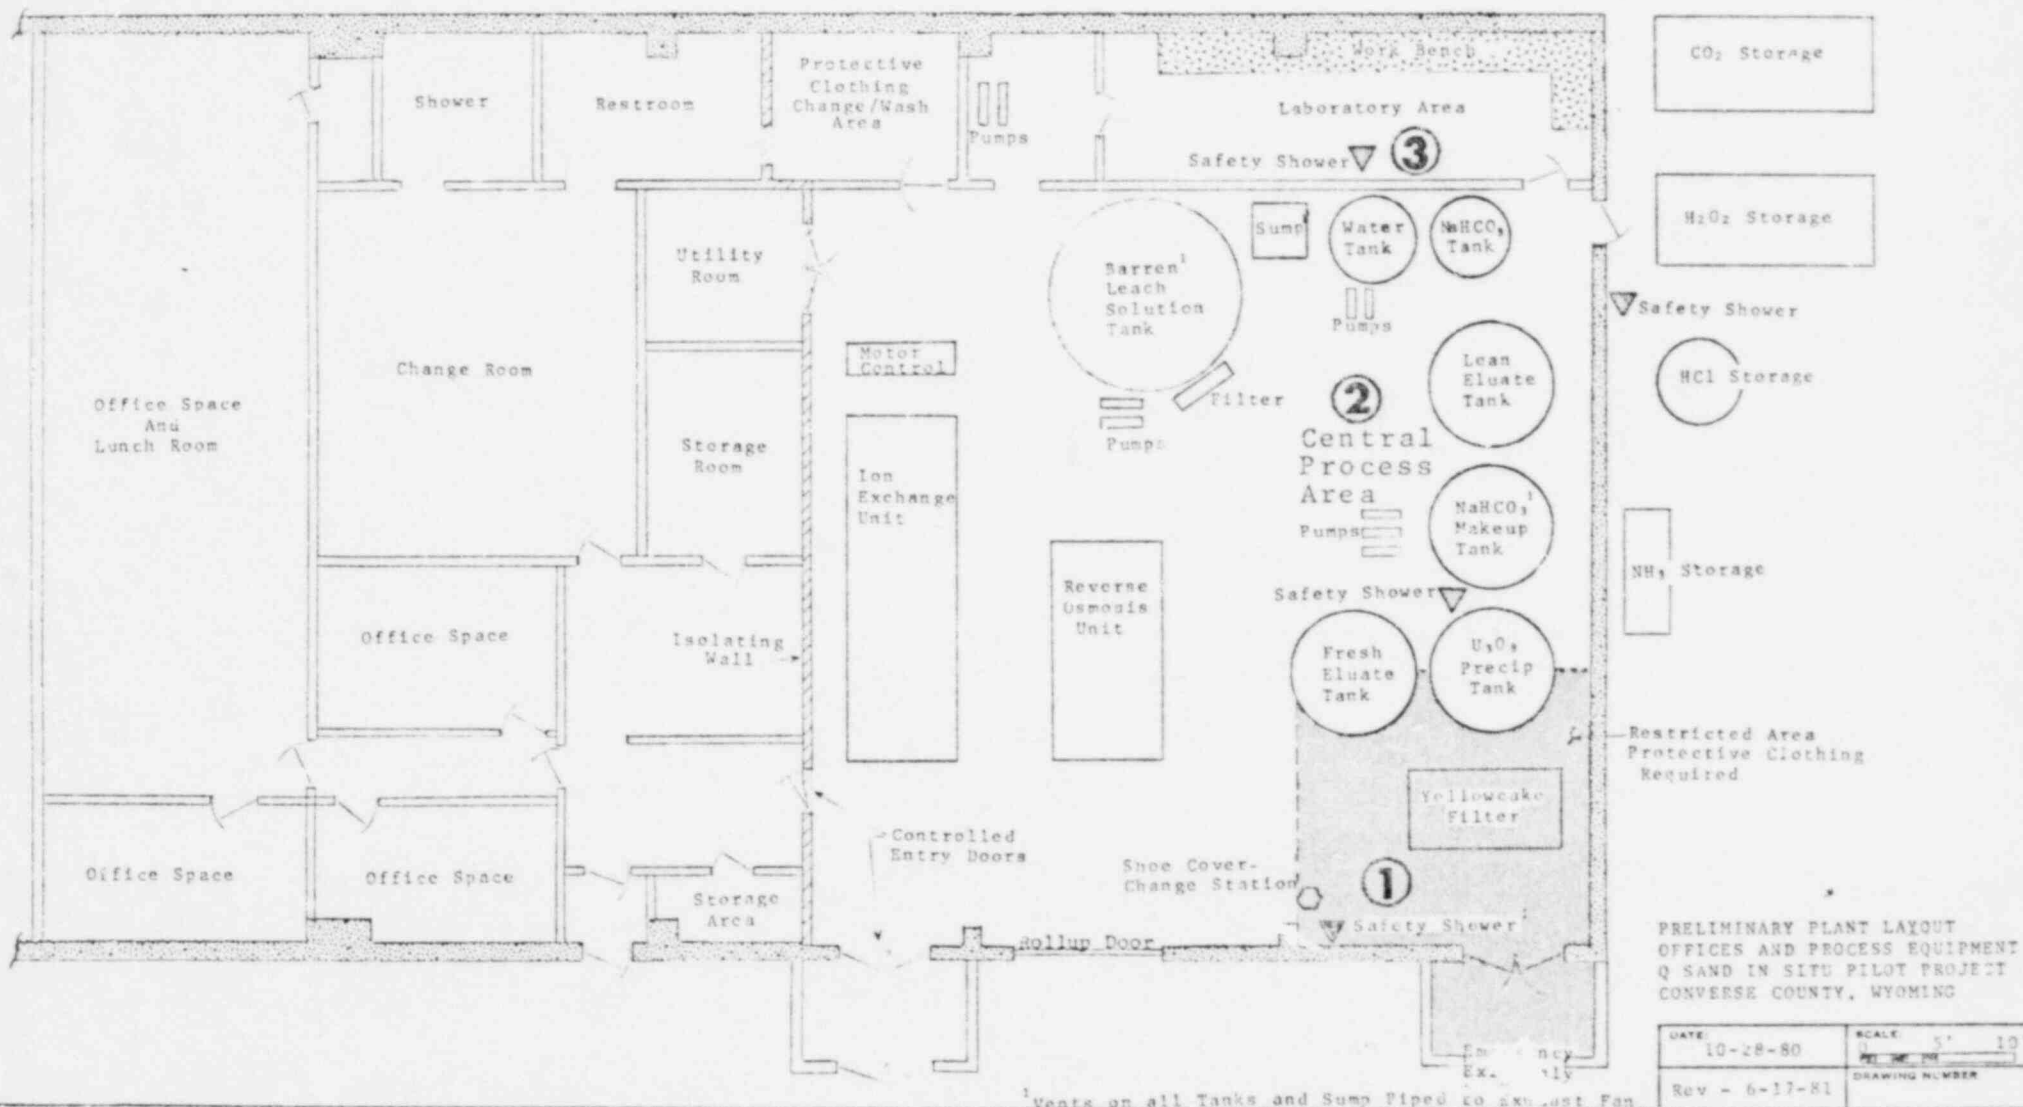 Work Bench
CO₂ Storage
Protective
Clothing
Change/Wash
Area
Shower
Restroom
Pumps
Laboratory Area
Safety Shower
3
H₂O₂ Storage
Sump¹
Water
Tank
NaHCO₃
Tank
Utility
Room
Barren¹
Leach
Solution
Tank
Pumps
Safety Shower
Motor
Control
Lean
Eluate
Tank
HCl Storage
Change Room
Filter
2
Office Space
And
Lunch Room
Pumps
Central
Process
Area
Storage
Room
Ion
Exchange
Unit
NaHCO₃¹
Makeup
Tank
Pumps
NH₃ Storage
Reverse
Osmosis
Unit
Safety Shower
Office Space
Isolating
Wall
Fresh
Eluate
Tank
Precip
Tank
Restricted Area
Protective Clothing
Required
Yellowcake
Filter
Controlled
Entry Doors
Shoe Cover-
Change Station
1
Office Space
Office Space
Storage
Area
Safety Shower
Rollup Door
PRELIMINARY PLANT LAYOUT
OFFICES AND PROCESS EQUIPMENT
Q SAND IN SITU PILOT PROJECT
CONVERSE COUNTY, WYOMING
DATE:
10-28-80
SCALE:
0 5' 10
Rev - 6-17-81
DRAWING NUMBER
¹Vents on all Tanks and Sump Piped to Exhaust Fan